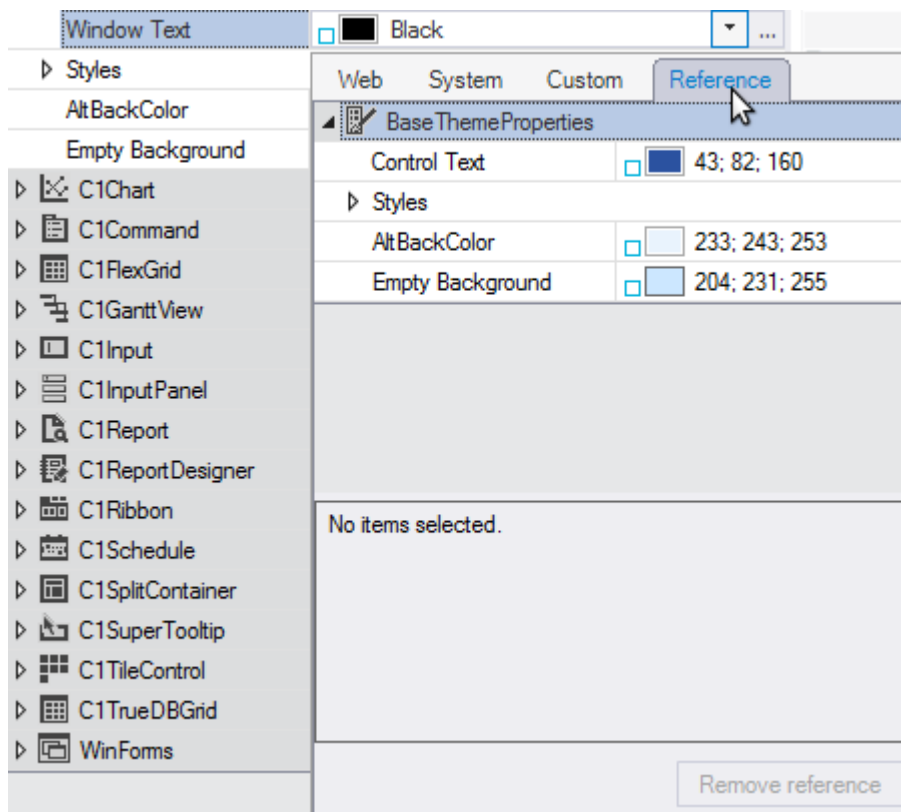 Window Text
Black
...
Styles
AltBackColor
Empty Background
C1Chart
C1Command
C1FlexGrid
C1GanttView
C1Input
C1InputPanel
C1Report
C1ReportDesigner
C1Ribbon
C1Schedule
C1SplitContainer
C1SuperTooltip
C1TileControl
C1TrueDBGrid
WinForms
Web System Custom Reference
BaseThemeProperties
Control Text 43; 82; 160
Styles
AltBackColor 233; 243; 253
Empty Background 204; 231; 255
No items selected.
Remove reference